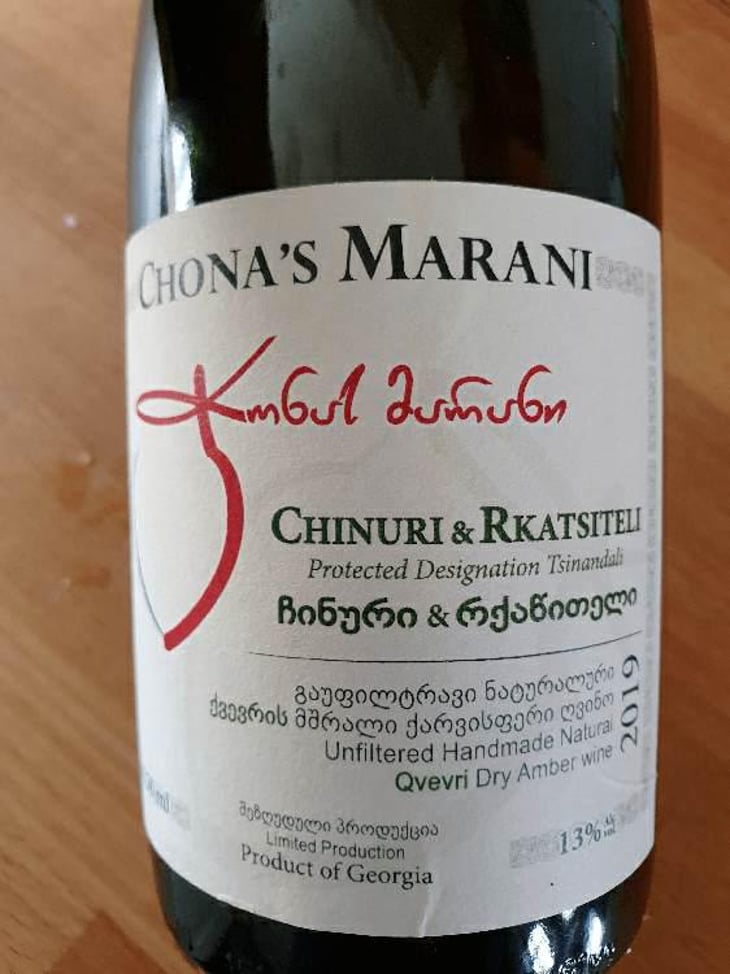 CHONA'S MARANI
ჭონას მარანი
CHINURI & RKATSITELI
Protected Designation Tsinandali
ჩინური & რქაწითელი
გაუფილტრავი ნატურალური
ქვევრის მშრალი ქარვისფერი ღვინო
Unfiltered Handmade Natural
Qvevri Dry Amber wine
2019
ml
შეზღუდული პროდუქცია
Limited Production
Product of Georgia
13%